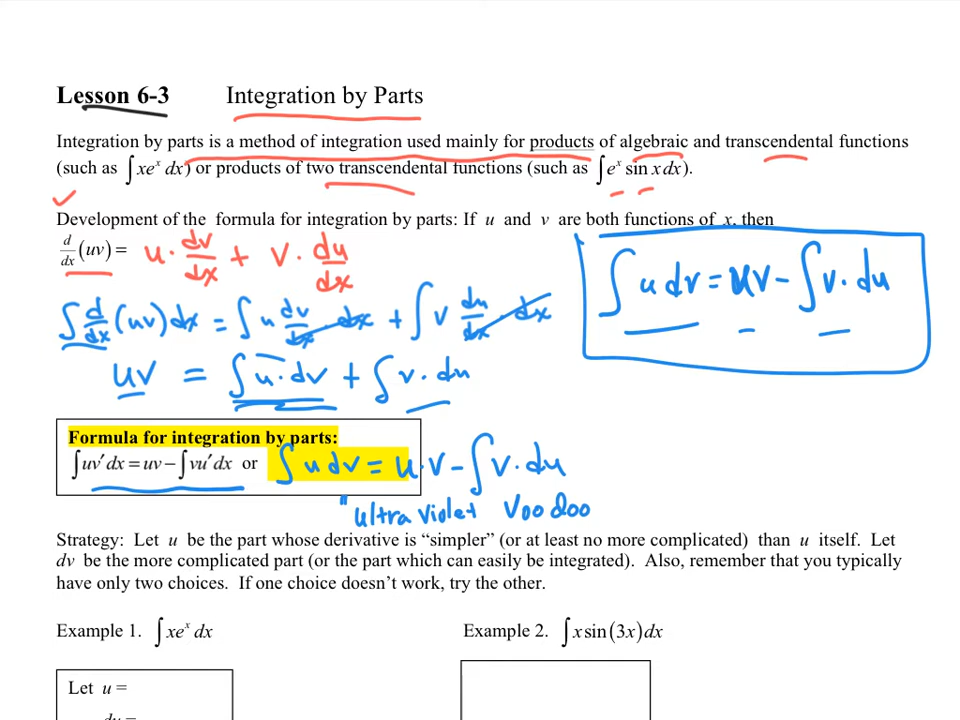 Lesson 6-3 Integration by Parts
Integration by parts is a method of integration used mainly for products of algebraic and transcendental functions
(such as ∫xeˣ dx) or products of two transcendental functions (such as ∫eˣ sin x dx).
Development of the formula for integration by parts: If u and v are both functions of x, then
d/dx (uv) = u · dv/dx + v · du/dx
∫ d/dx (uv) dx = ∫ u dv/dx dx + ∫ v du/dx dx
∫ u dv = uv − ∫ v · du
uv = ∫ u · dv + ∫ v · du
Formula for integration by parts:
∫uv′ dx = uv − ∫vu′ dx or ∫ u dv = u · v − ∫ v · du
"ultra violet voo doo
Strategy: Let u be the part whose derivative is “simpler” (or at least no more complicated) than u itself. Let
dv be the more complicated part (or the part which can easily be integrated). Also, remember that you typically
have only two choices. If one choice doesn’t work, try the other.
Example 1. ∫xeˣ dx Example 2. ∫x sin(3x) dx
Let u =
du =